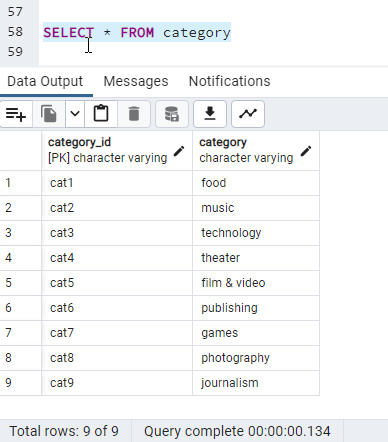 57
58 SELECT * FROM category
59
Data Output Messages Notifications
category_id category
[PK] character varying character varying
1 cat1 food
2 cat2 music
3 cat3 technology
4 cat4 theater
5 cat5 film & video
6 cat6 publishing
7 cat7 games
8 cat8 photography
9 cat9 journalism
Total rows: 9 of 9 Query complete 00:00:00.134